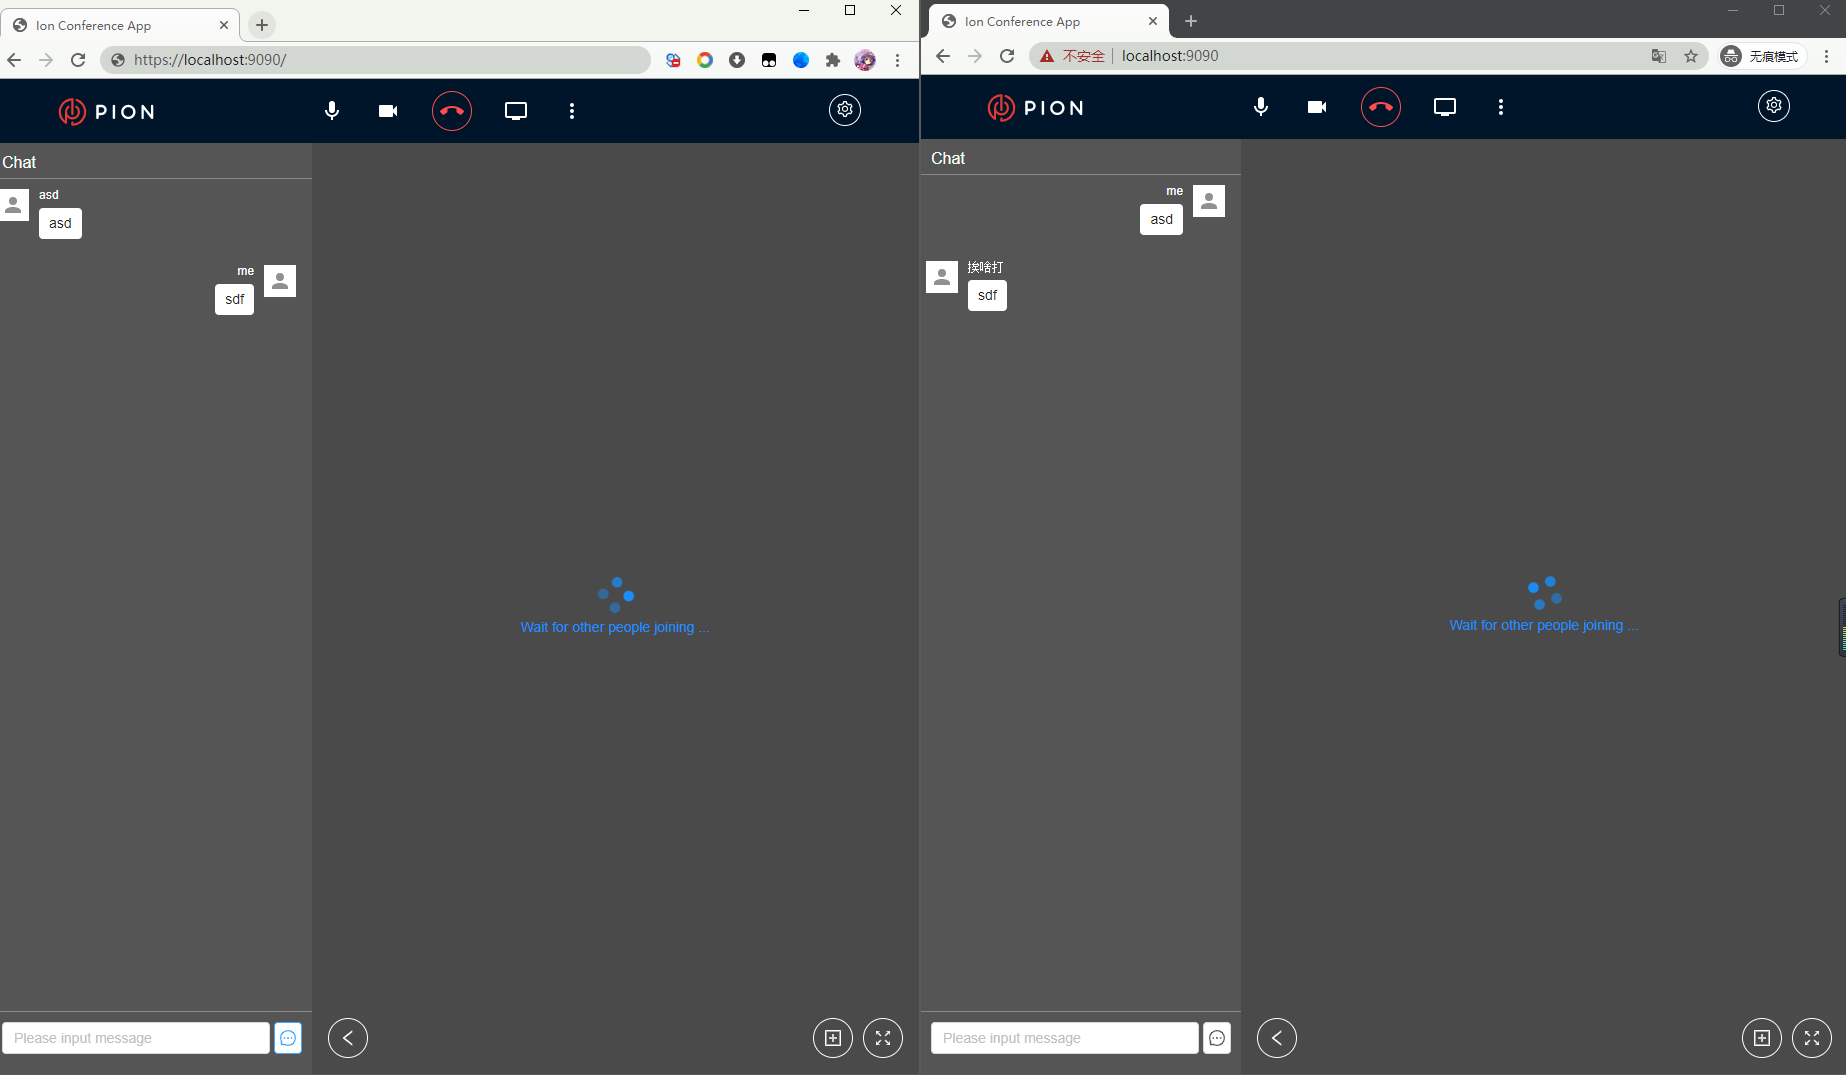 Ion Conference App
https://localhost:9090/
PION
Chat
asd
asd
me
sdf
Wait for other people joining ...
Please input message
Ion Conference App
不安全
localhost:9090
无痕模式
PION
Chat
me
asd
挨啥打
sdf
Wait for other people joining ...
Please input message